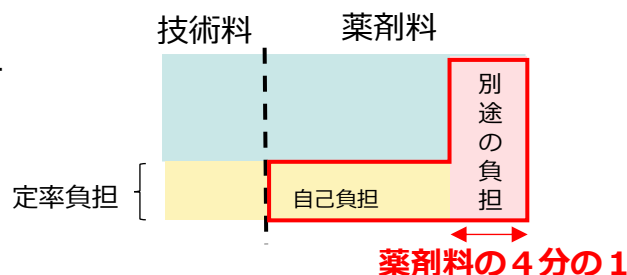 技術料
薬剤料
別途の負担
定率負担
自己負担
薬剤料の４分の１